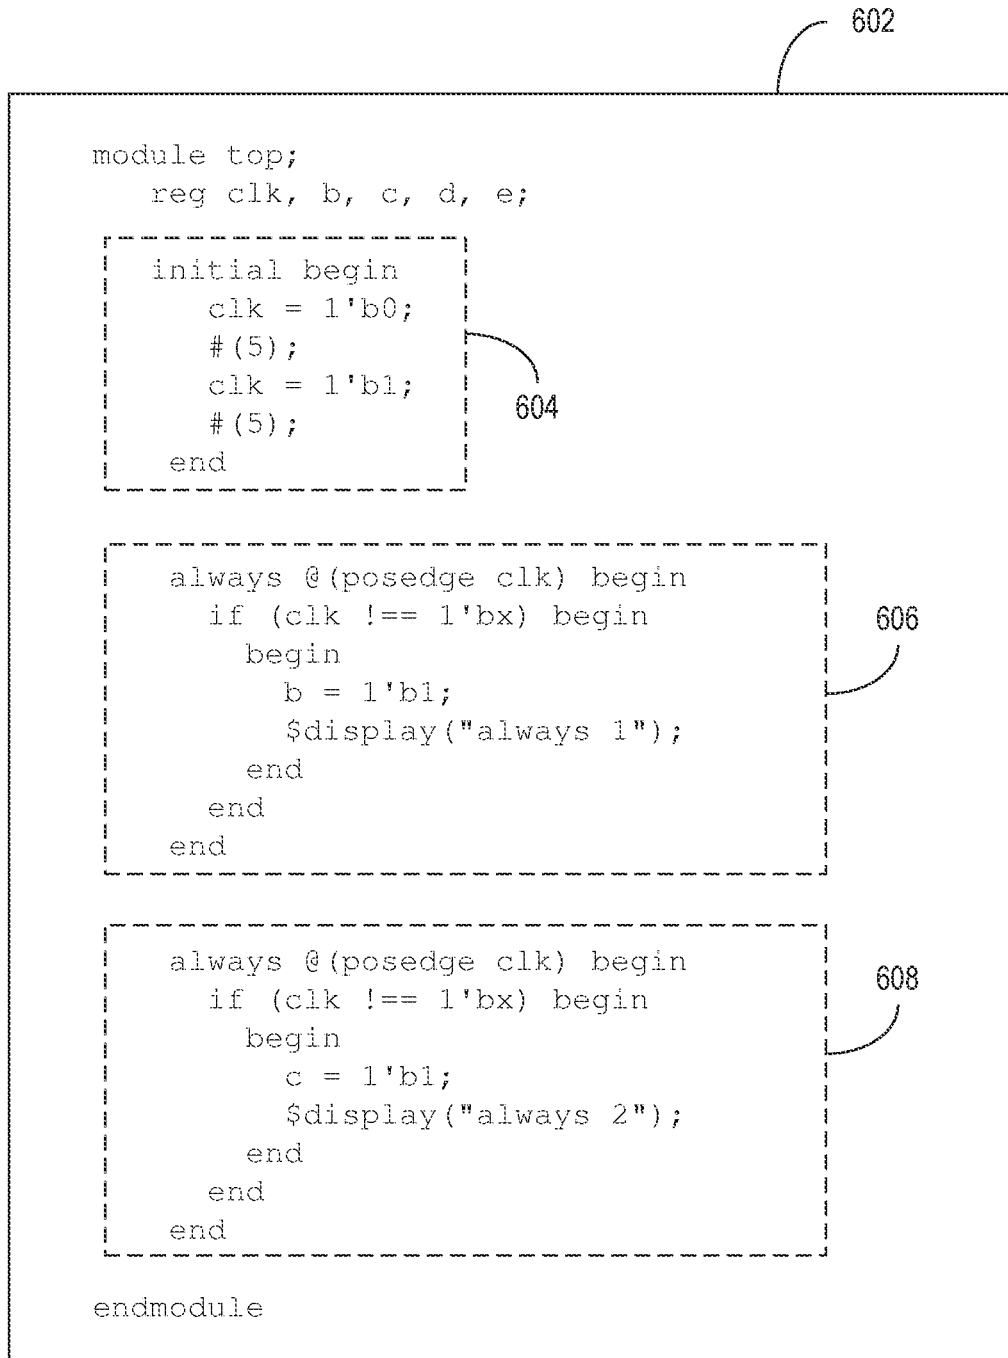 602
module top;
reg clk, b, c, d, e;
initial begin
clk = 1'b0;
#(5);
clk = 1'b1;
#(5);
end
604
always @(posedge clk) begin
if (clk !== 1'bx) begin
begin
b = 1'b1;
$display("always 1");
end
end
end
606
always @(posedge clk) begin
if (clk !== 1'bx) begin
begin
c = 1'b1;
$display("always 2");
end
end
end
608
endmodule